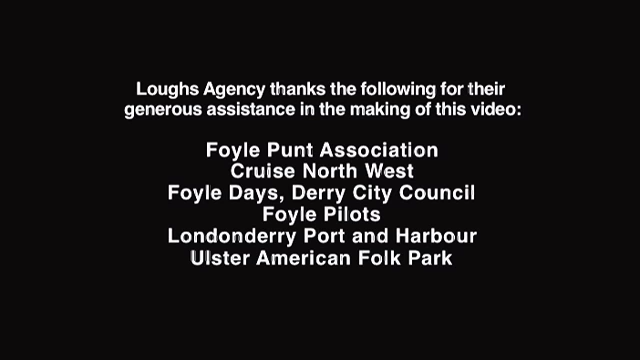 Loughs Agency thanks the following for their
generous assistance in the making of this video:
Foyle Punt Association
Cruise North West
Foyle Days, Derry City Council
Foyle Pilots
Londonderry Port and Harbour
Ulster American Folk Park